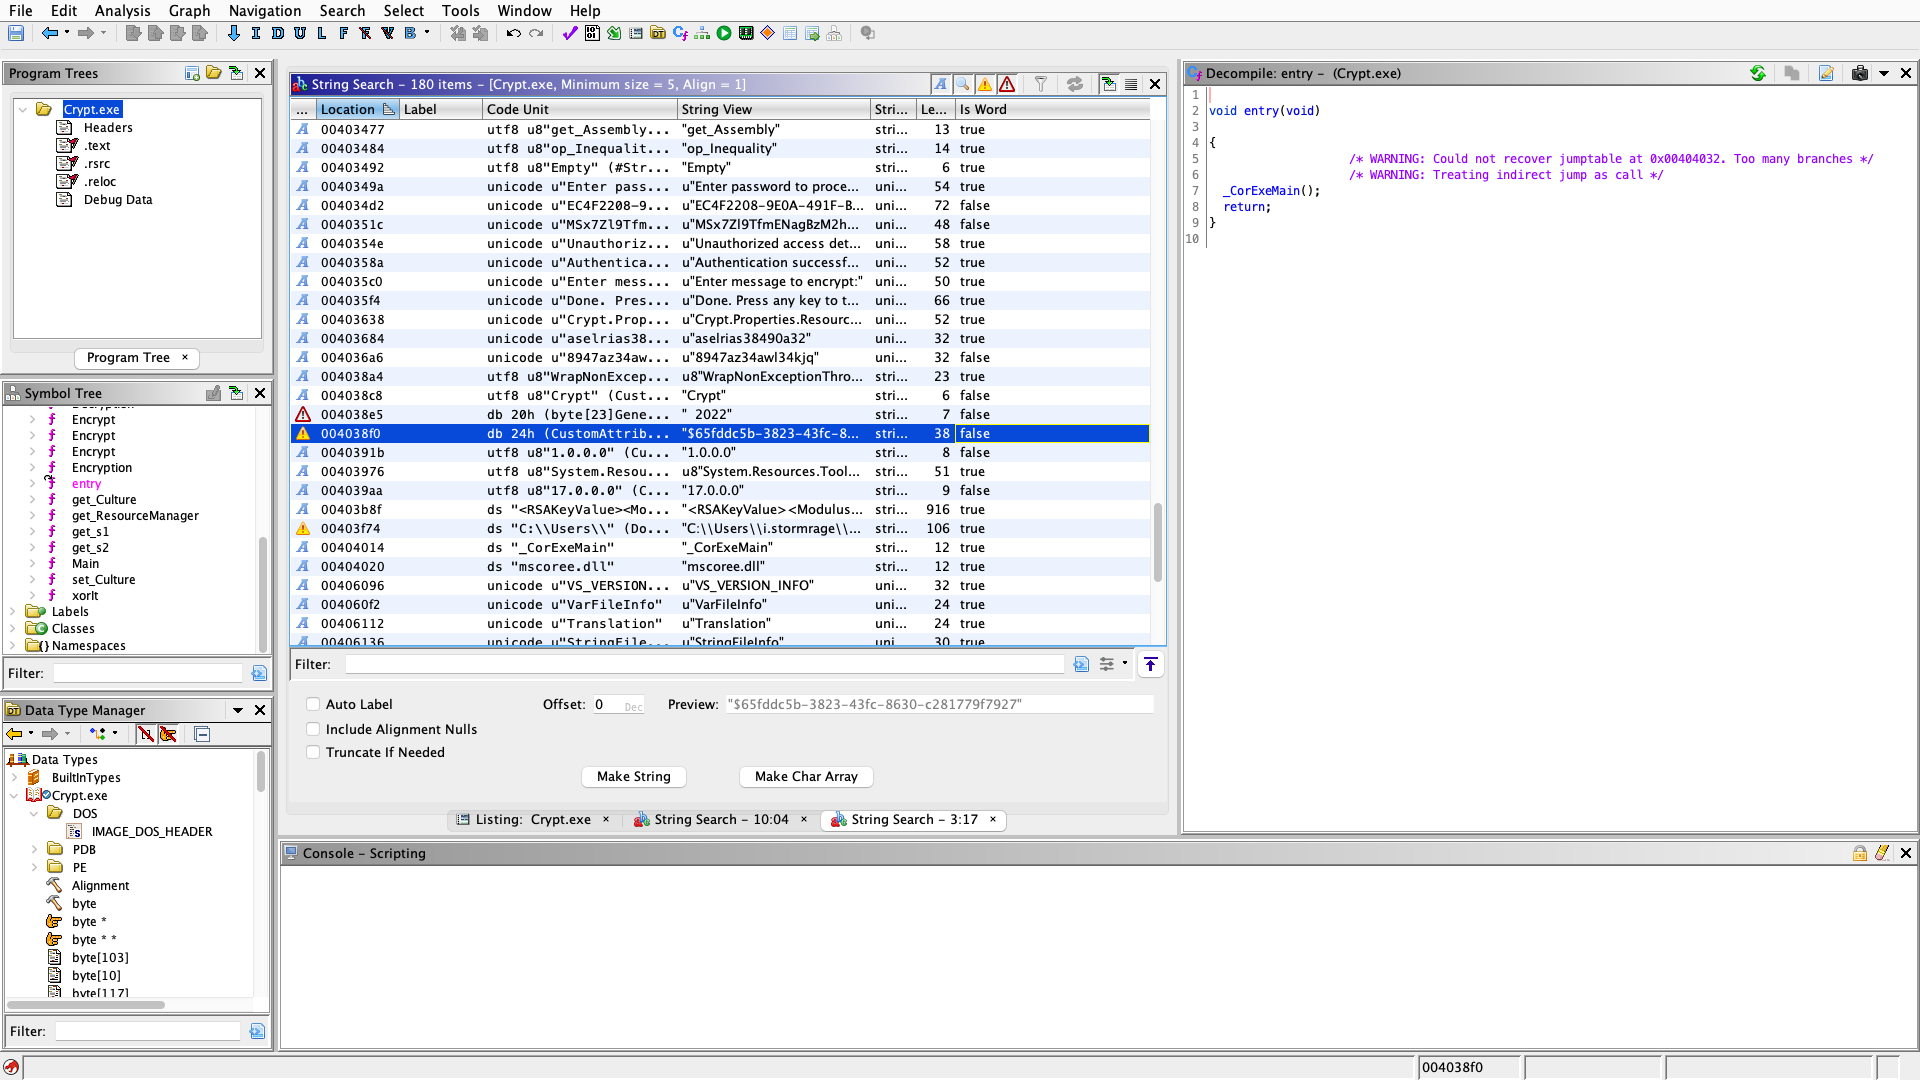 File Edit Analysis Graph Navigation Search Select Tools Window Help
I D U L F B
Program Trees
Crypt.exe
Headers
.text
.rsrc
.reloc
Debug Data
Program Tree ×
Symbol Tree
Encrypt
Encrypt
Encrypt
Encryption
entry
get_Culture
get_ResourceManager
get_s1
get_s2
Main
set_Culture
xorIt
Labels
Classes
Namespaces
Filter:
Data Type Manager
Data Types
BuiltInTypes
Crypt.exe
DOS
IMAGE_DOS_HEADER
PDB
PE
Alignment
byte
byte *
byte * *
byte[103]
byte[10]
byte[117]
Filter:
String Search - 180 items - [Crypt.exe, Minimum size = 5, Align = 1]
... Location Label Code Unit String View Stri... Le... Is Word
00403477 utf8 u8"get_Assembly... "get_Assembly" stri... 13 true
00403484 utf8 u8"op_Inequalit... "op_Inequality" stri... 14 true
00403492 utf8 u8"Empty" (#Str... "Empty" stri... 6 true
0040349a unicode u"Enter pass... u"Enter password to proce... uni... 54 true
004034d2 unicode u"EC4F2208-9... u"EC4F2208-9E0A-491F-B... uni... 72 false
0040351c unicode u"MSx7Zl9Tfm... u"MSx7Zl9TfmENagBzM2h... uni... 48 false
0040354e unicode u"Unauthoriz... u"Unauthorized access det... uni... 58 true
0040358a unicode u"Authentica... u"Authentication successf... uni... 52 true
004035c0 unicode u"Enter mess... u"Enter message to encrypt:" uni... 50 true
004035f4 unicode u"Done. Pres... u"Done. Press any key to t... uni... 66 true
00403638 unicode u"Crypt.Prop... u"Crypt.Properties.Resourc... uni... 52 true
00403684 unicode u"aselrias38... u"aselrias38490a32" uni... 32 true
004036a6 unicode u"8947az34aw... u"8947az34awl34kjq" uni... 32 false
004038a4 utf8 u8"WrapNonExcep... u8"WrapNonExceptionThro... stri... 23 true
004038c8 utf8 u8"Crypt" (Cust... "Crypt" stri... 6 false
004038e5 db 20h (byte[23]Gene... " 2022" stri... 7 false
004038f0 db 24h (CustomAttrib... "$65fddc5b-3823-43fc-8... stri... 38 false
0040391b utf8 u8"1.0.0.0" (Cu... "1.0.0.0" stri... 8 false
00403976 utf8 u8"System.Resou... u8"System.Resources.Tool... stri... 51 true
004039aa utf8 u8"17.0.0.0" (C... "17.0.0.0" stri... 9 false
00403b8f ds "<RSAKeyValue><Mo... "<RSAKeyValue><Modulus... stri... 916 true
00403f74 ds "C:\\Users\\" (Do... "C:\\Users\\i.stormrage\\... stri... 106 true
00404014 ds "_CorExeMain" "_CorExeMain" stri... 12 true
00404020 ds "mscoree.dll" "mscoree.dll" stri... 12 true
00406096 unicode u"VS_VERSION... u"VS_VERSION_INFO" uni... 32 true
004060f2 unicode u"VarFileInfo" u"VarFileInfo" uni... 24 true
00406112 unicode u"Translation" u"Translation" uni... 24 true
00406136 unicode u"StringFile... u"StringFileInfo" uni... 30 true
Filter:
Auto Label Offset: 0 Dec Preview: "$65fddc5b-3823-43fc-8630-c281779f7927"
Include Alignment Nulls
Truncate If Needed
Make String Make Char Array
Listing: Crypt.exe × String Search - 10:04 × String Search - 3:17 ×
Decompile: entry - (Crypt.exe)
1
2 void entry(void)
3
4 {
5 /* WARNING: Could not recover jumptable at 0x00404032. Too many branches */
6 /* WARNING: Treating indirect jump as call */
7 _CorExeMain();
8 return;
9 }
10
Console - Scripting
004038f0